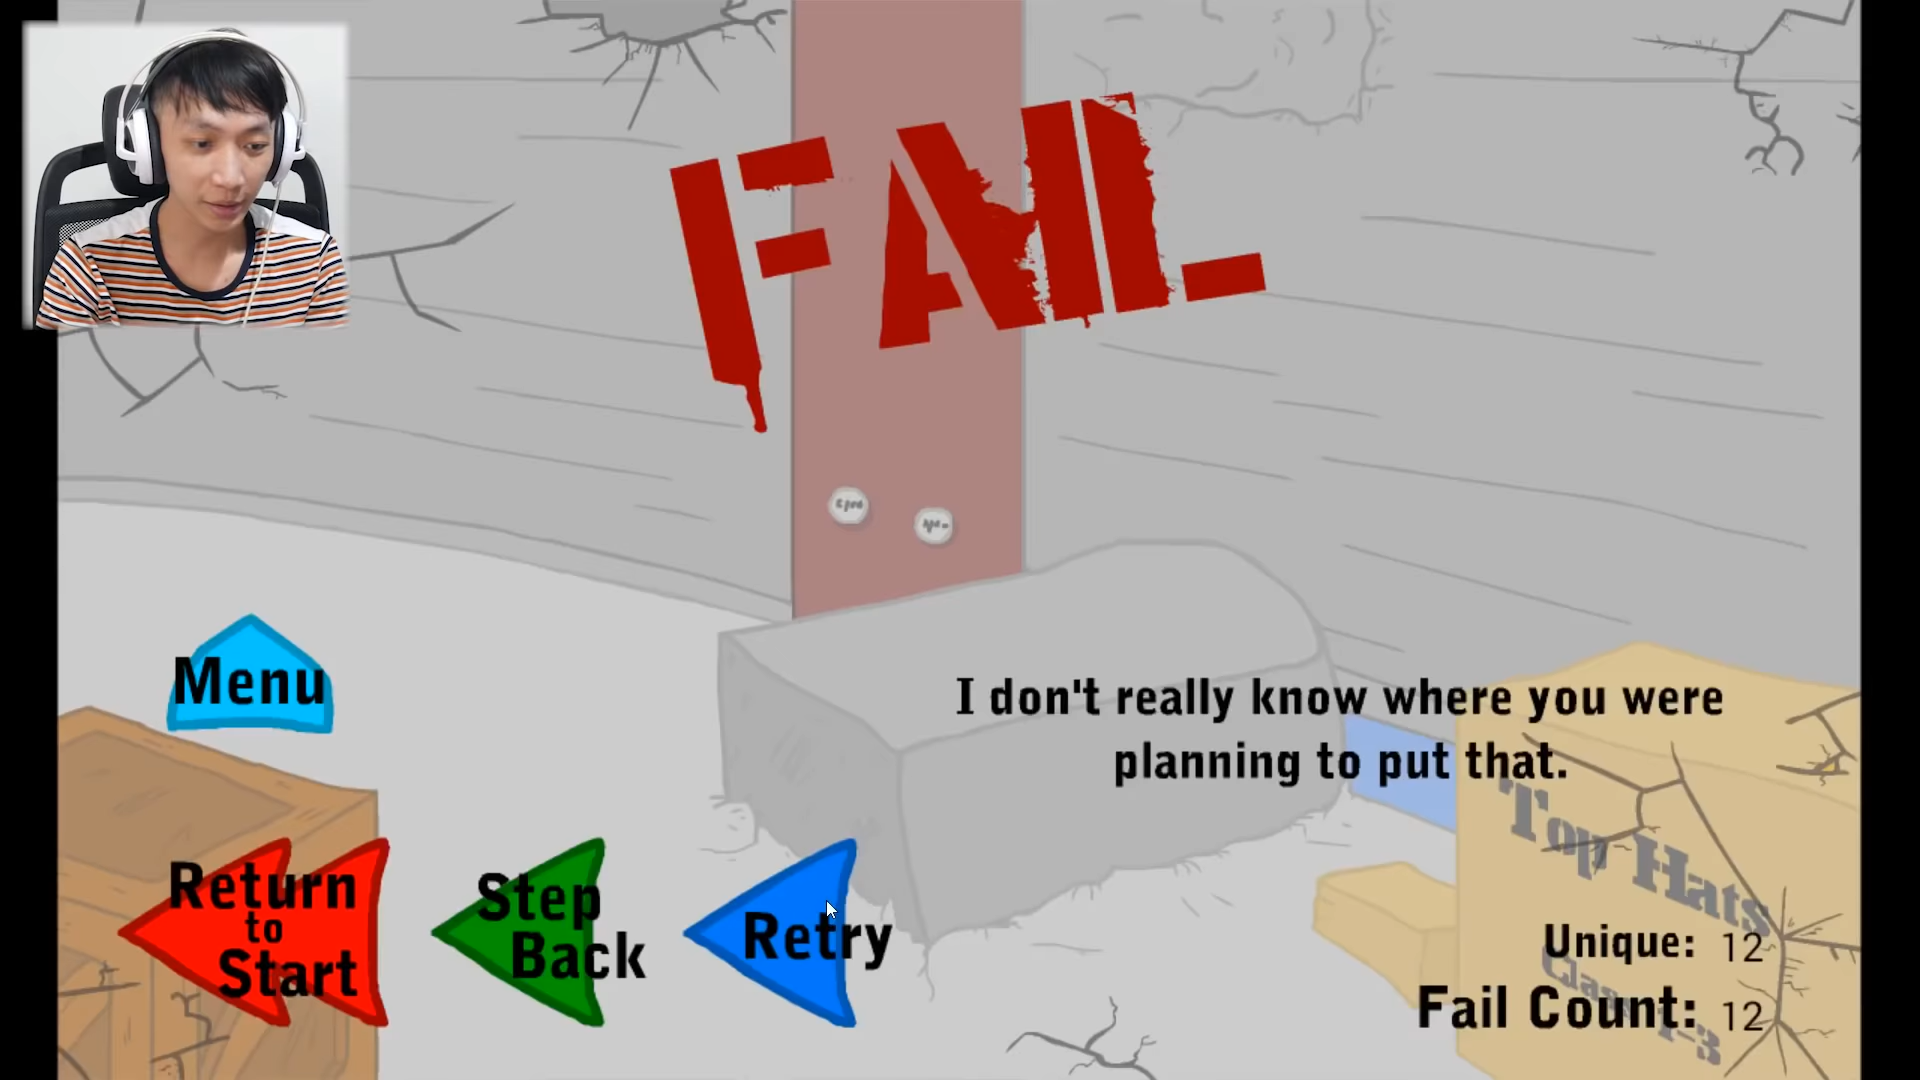 FAIL
Menu
I don't really know where you were
planning to put that.
Return
to
Start
Step
Back
Retry
Top Hats
Unique: 12
Fail Count: 12